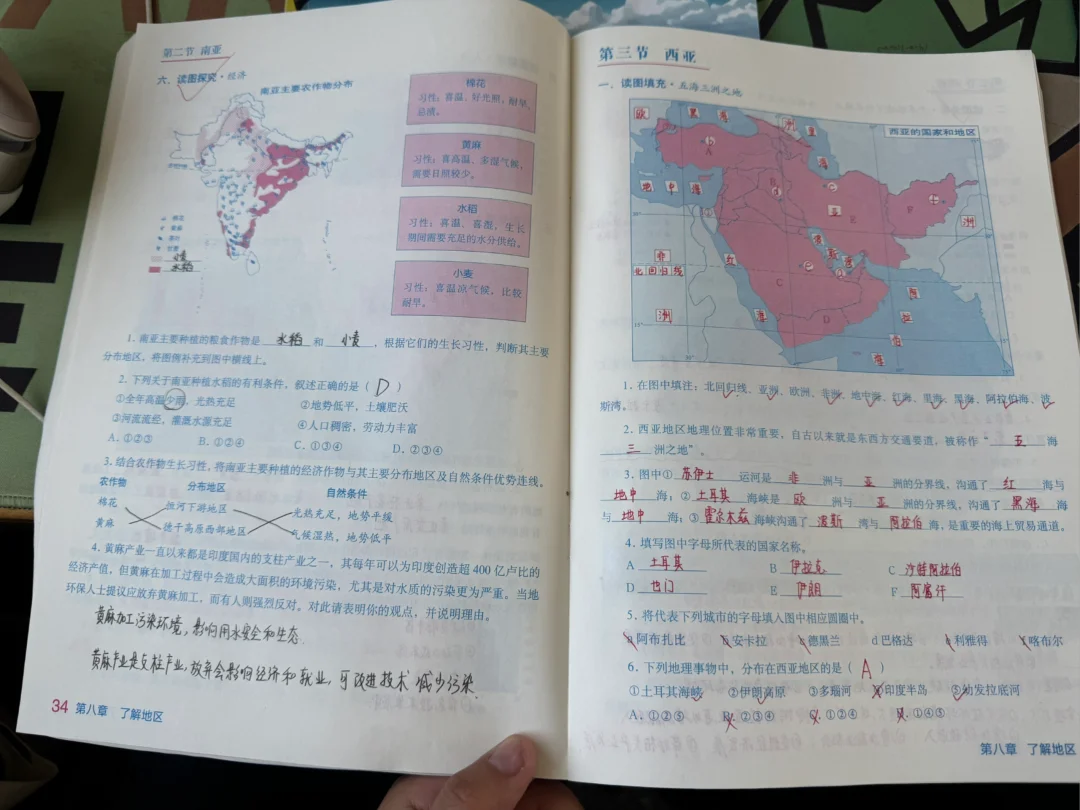 第二节 南亚
六、读图探究·经济
南亚主要农作物分布
棉花
黄麻
水稻
棉花
习性：喜温、好光照、耐旱、
忌渍。
黄麻
习性：喜高温、多湿气候，
需要日照较少。
水稻
习性：喜温、喜湿，生长
期间需要充足的水分供给。
小麦
习性：喜温凉气候，比较
耐旱。
1. 南亚主要种植的粮食作物是 水稻 和 ，根据它们的生长习性，判断其主要
分布地区，将图例补充到图中横线上。
2. 下列关于南亚种植水稻的有利条件，叙述正确的是（ D ）
①全年高温少雨，光热充足 ②地势低平，土壤肥沃
③河流流经，灌溉水源充足 ④人口稠密，劳动力丰富
A. ①②③ B. ①②④ C. ①③④ D. ②③④
3. 结合农作物生长习性，将南亚主要种植的经济作物与其主要分布地区及自然条件优势连线。
农作物 分布地区 自然条件
棉花 恒河下游地区 光热充足，地势平缓
黄麻 德干高原西部地区 气候湿热，地势低平
4. 黄麻产业一直以来都是印度国内的支柱产业之一，其每年可以为印度创造超 400 亿卢比的
经济产值，但黄麻在加工过程中会造成大面积的环境污染，尤其是对水质的污染更为严重。当地
环保人士提议应放弃黄麻加工，而有人则强烈反对。对此请表明你的观点，并说明理由。
黄麻加工污染环境，影响用水安全和生态.
黄麻产业是支柱产业，放弃会影响经济和就业，可改进技术 减少污染.
34 第八章 了解地区
第三节 西亚
一、读图填充·五海三洲之地
西亚的国家和地区
欧 黑 海 洲 里 海
地 中 海
亚
洲
非
北回归线
洲
红 海
波斯湾
阿 拉 伯 海
A B C D E F
1. 在图中填注：北回归线、亚洲、欧洲、非洲、地中海、红海、里海、黑海、阿拉伯海、波
斯湾。
2. 西亚地区地理位置非常重要，自古以来就是东西方交通要道，被称作“ 五 海
三 洲之地”。
3. 图中① 苏伊士 运河是 非 洲与 亚 洲的分界线，沟通了 红 海与
地中 海；② 土耳其 海峡是 欧 洲与 亚 洲的分界线，沟通了 黑海 海
与 地中 海；③ 霍尔木兹 海峡沟通了 波斯 湾与 阿拉伯 海，是重要的海上贸易通道。
4. 填写图中字母所代表的国家名称。
A 土耳其 B 伊拉克 C 沙特阿拉伯
D 也门 E 伊朗 F 阿富汗
5. 将代表下列城市的字母填入图中相应圆圈中。
a 阿布扎比 b 安卡拉 c 德黑兰 d 巴格达 e 利雅得 f 喀布尔
6. 下列地理事物中，分布在西亚地区的是（ A ）
①土耳其海峡 ②伊朗高原 ③多瑙河 ④印度半岛 ⑤幼发拉底河
A. ①②⑤ B. ②③④ C. ①②④ D. ①④⑤
第八章 了解地区